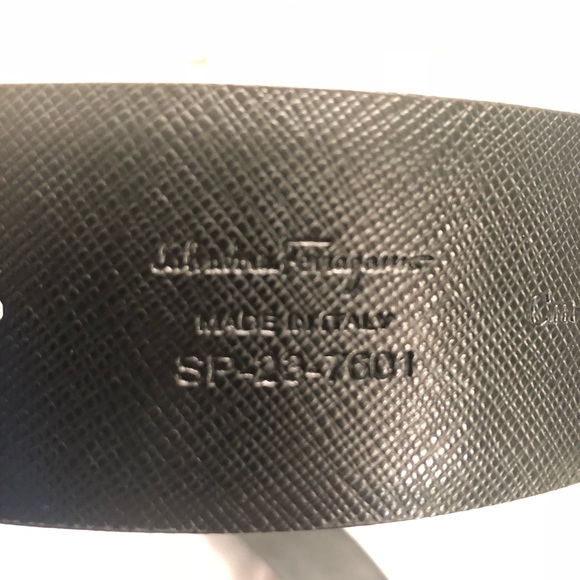 Salvatore Ferragamo
MADE IN ITALY
SP-23-7601